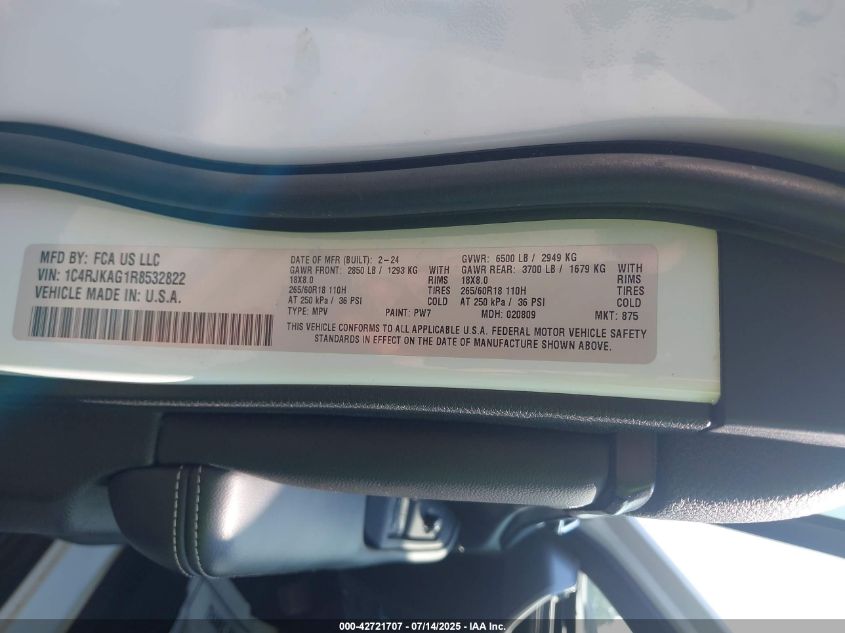 MFD BY: FCA US LLC
VIN: 1C4RJKAG1R8532822
VEHICLE MADE IN: U.S.A.
DATE OF MFR (BUILT): 2-24 GVWR: 6500 LB / 2949 KG
GAWR FRONT: 2850 LB / 1293 KG WITH GAWR REAR: 3700 LB / 1679 KG WITH
18X8.0 RIMS 18X8.0 RIMS
265/60R18 110H TIRES 265/60R18 110H TIRES
AT 250 kPa / 36 PSI COLD AT 250 kPa / 36 PSI COLD
TYPE: MPV PAINT: PW7 MDH: 020809 MKT: 875
THIS VEHICLE CONFORMS TO ALL APPLICABLE U.S.A. FEDERAL MOTOR VEHICLE SAFETY
STANDARDS IN EFFECT ON THE DATE OF MANUFACTURE SHOWN ABOVE.
000-42721707 - 07/14/2025 - IAA Inc.